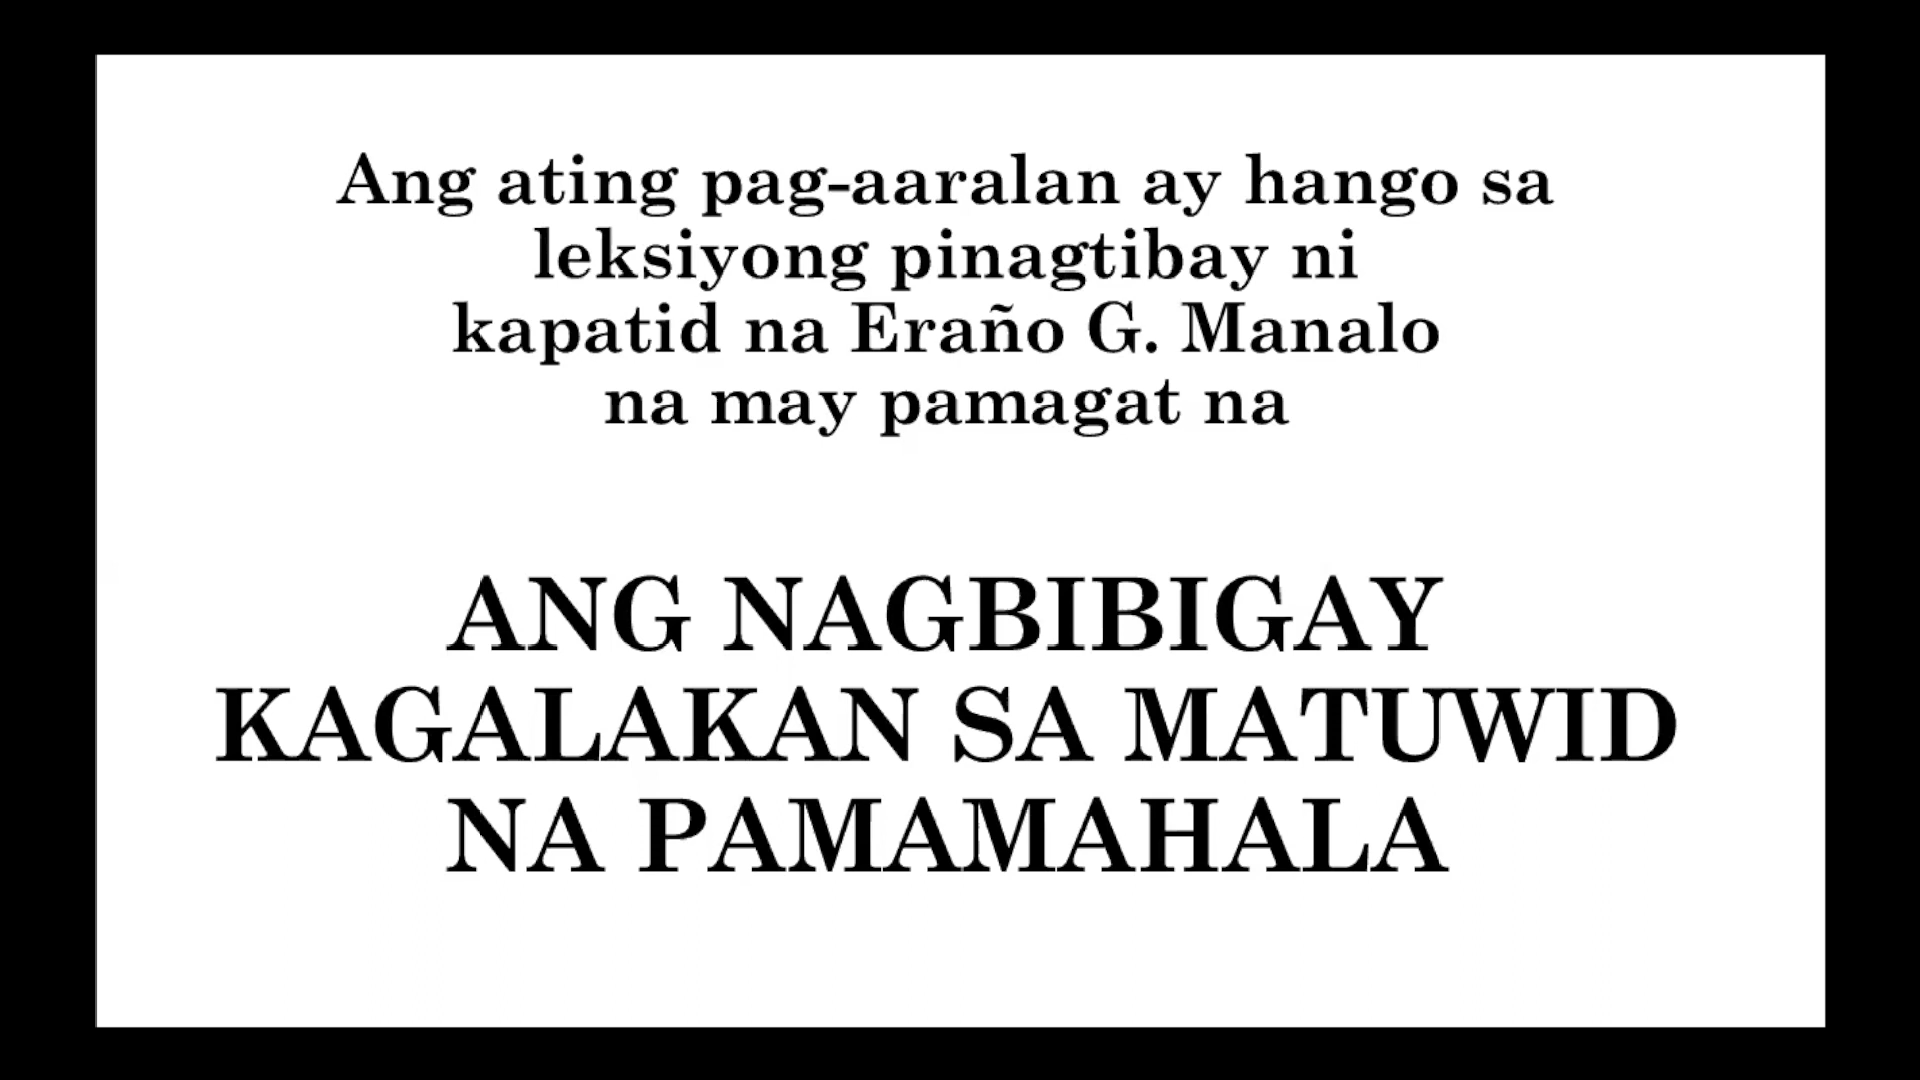 Ang ating pag-aaralan ay hango sa
leksiyong pinagtibay ni
kapatid na Eraño G. Manalo
na may pamagat na
ANG NAGBIBIGAY
KAGALAKAN SA MATUWID
NA PAMAMAHALA